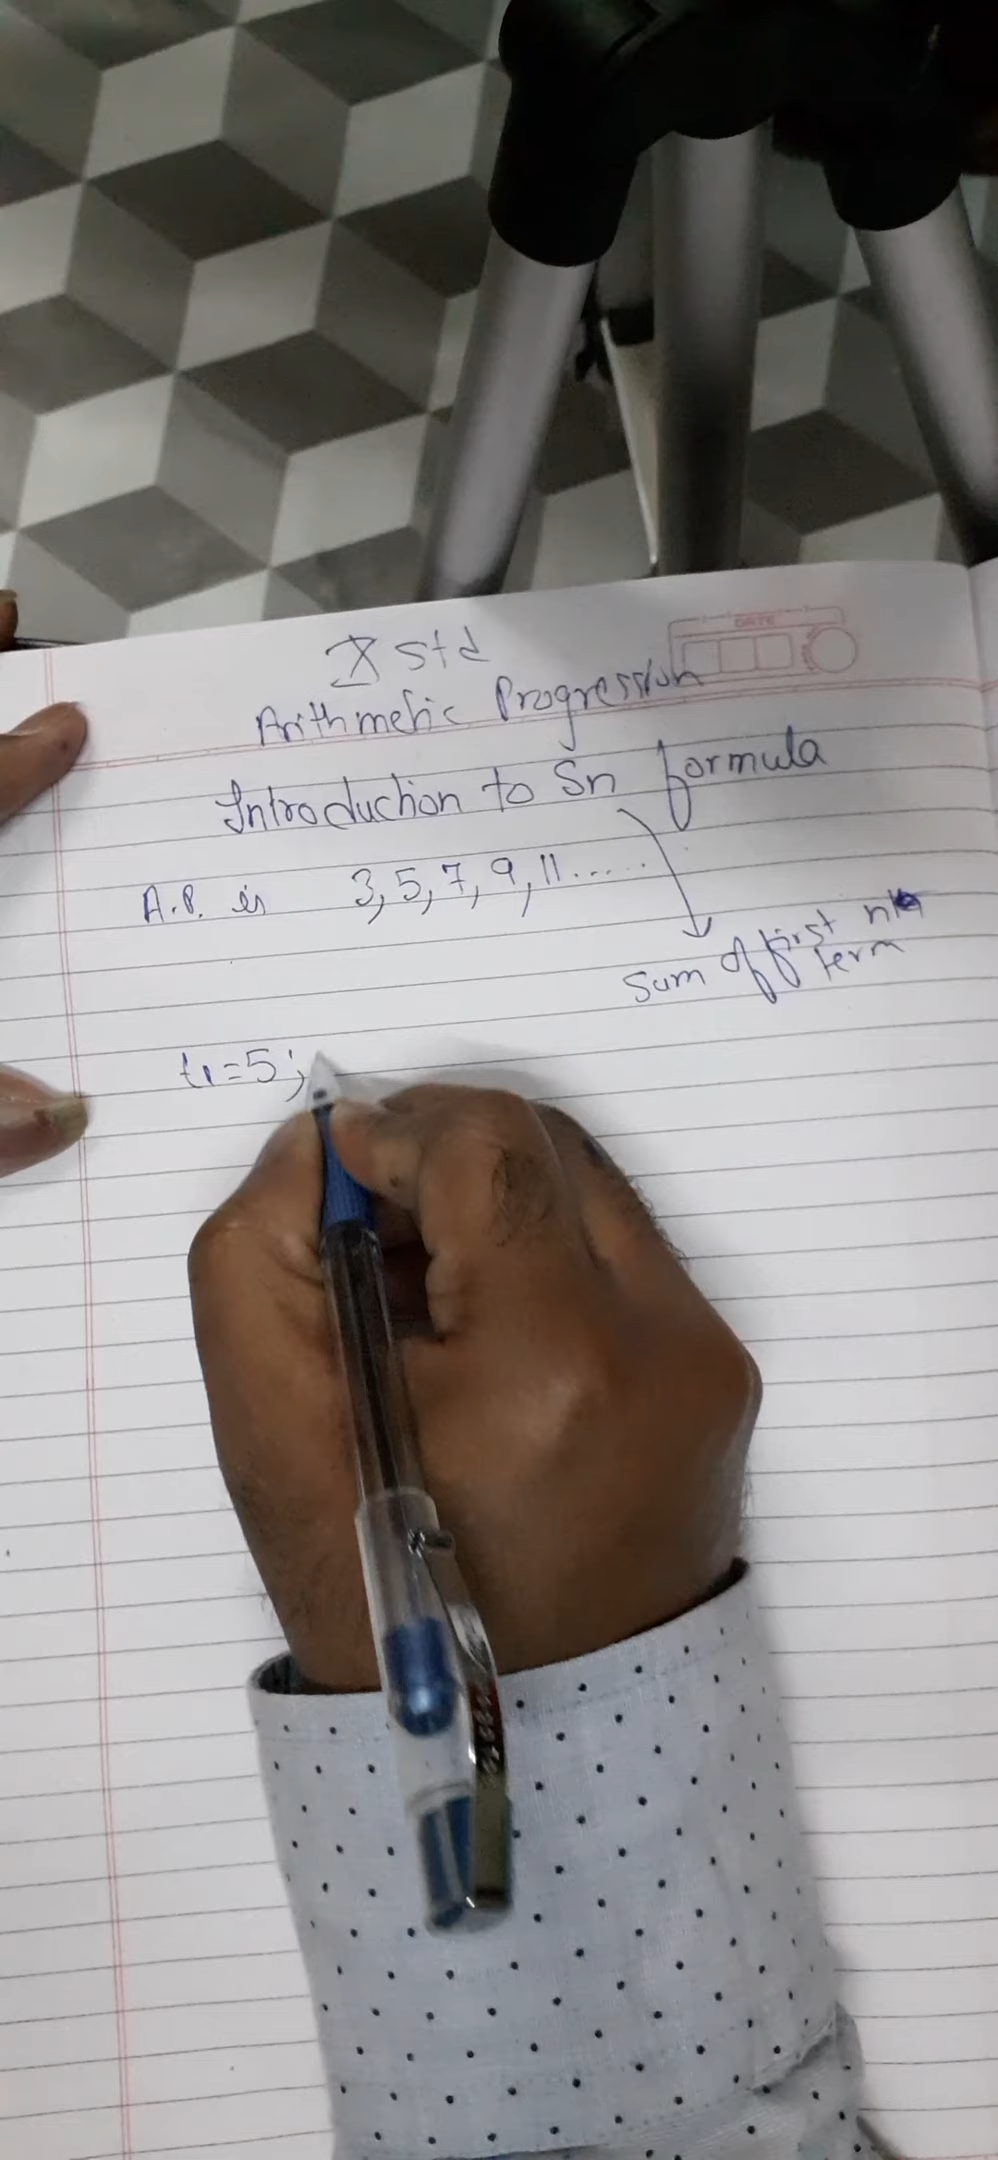 X std
Arithmetic Progression
DATE
Introduction to Sn formula
A.P. is 3, 5, 7, 9, 11.....
Sum of first n
term
t1 = 5;